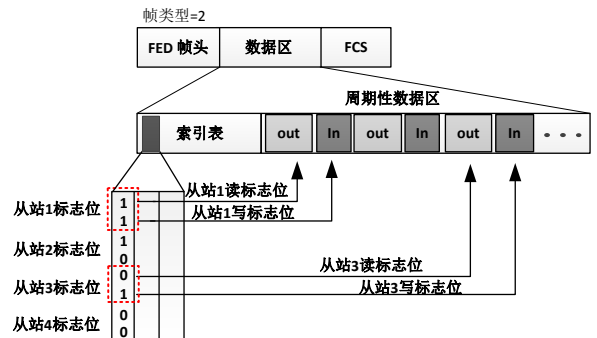 帧类型=2
FED 帧头 数据区 FCS
周期性数据区
索引表 out In out In out In ···
从站1读标志位
从站1标志位 1
从站1写标志位
1
从站2标志位 1
0
从站3读标志位
0
从站3标志位 1 从站3写标志位
从站4标志位 0
0